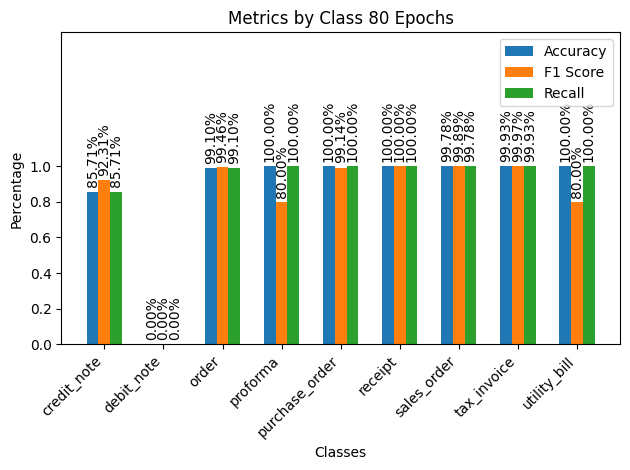 Metrics by Class 80 Epochs
Accuracy
F1 Score
Recall
Percentage
1.0
0.8
0.6
0.4
0.2
0.0
85.71%
92.31%
85.71%
0.00%
0.00%
0.00%
99.10%
99.46%
99.10%
100.00%
80.00%
100.00%
100.00%
99.14%
100.00%
100.00%
100.00%
100.00%
99.78%
99.89%
99.78%
99.93%
99.97%
99.93%
100.00%
80.00%
100.00%
credit_note
debit_note
order
proforma
purchase_order
receipt
sales_order
tax_invoice
utility_bill
Classes